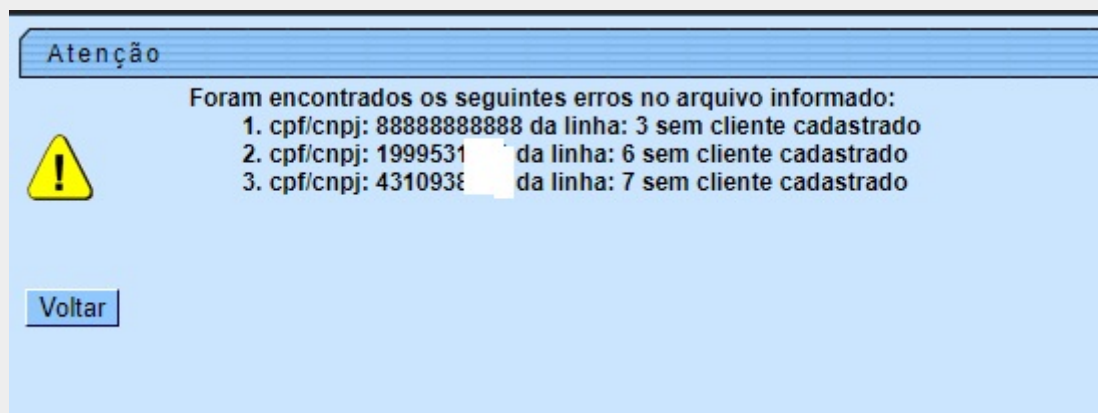 Atenção
Foram encontrados os seguintes erros no arquivo informado:
1. cpf/cnpj: 88888888888 da linha: 3 sem cliente cadastrado
2. cpf/cnpj: 199953 da linha: 6 sem cliente cadastrado
3. cpf/cnpj: 431093 da linha: 7 sem cliente cadastrado
Voltar